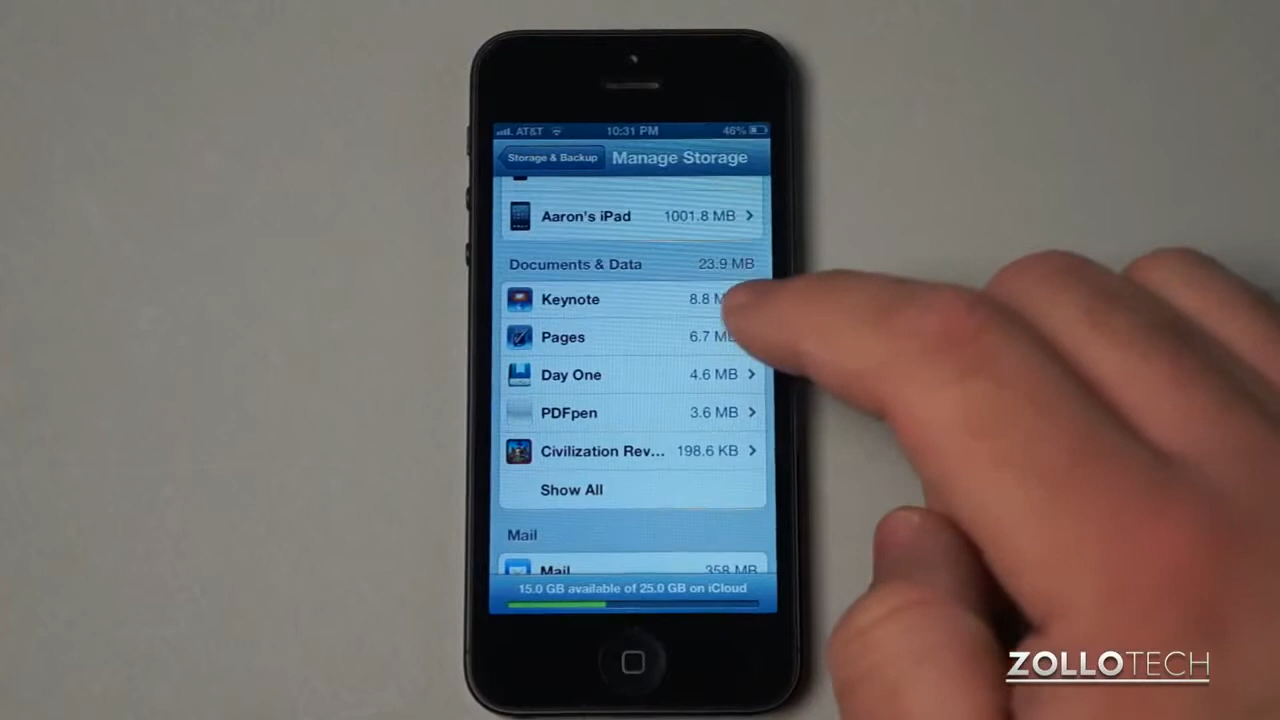 AT&T 10:31 PM 46%
Storage & Backup Manage Storage
Aaron's iPad 1001.8 MB
Documents & Data 23.9 MB
Keynote 8.8 M
Pages 6.7 MB
Day One 4.6 MB
PDFpen 3.6 MB
Civilization Rev... 198.6 KB
Show All
Mail
Mail 358 MB
15.0 GB available of 25.0 GB on iCloud
ZOLLOTECH